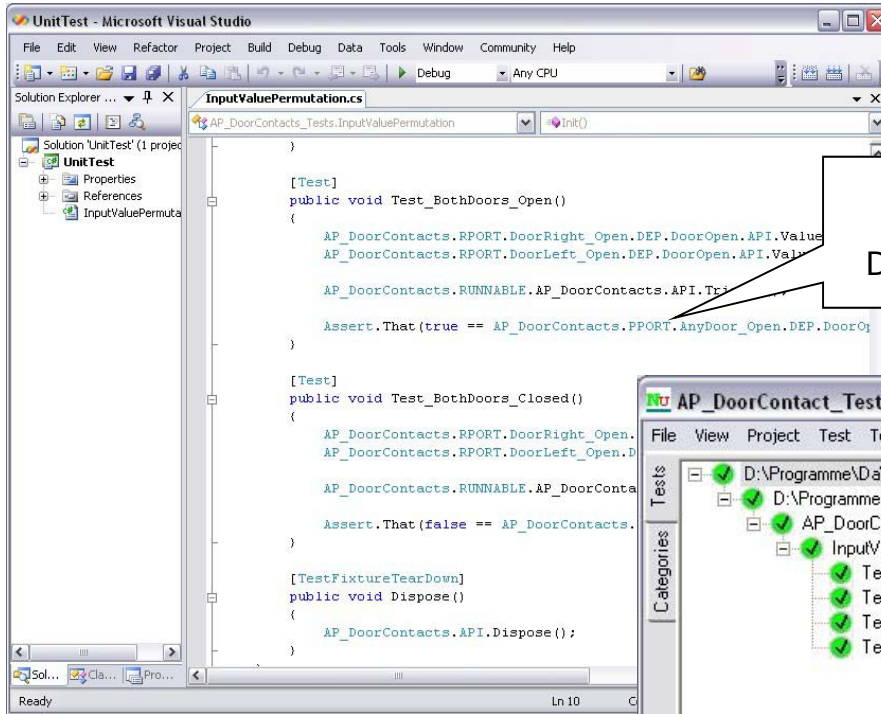 UnitTest - Microsoft Visual Studio
File Edit View Refactor Project Build Debug Data Tools Window Community Help
Debug Any CPU
Solution Explorer ...
InputValuePermutation.cs
AP_DoorContacts_Tests.InputValuePermutation Init()
Solution 'UnitTest' (1 projec
UnitTest
Properties
References
InputValuePermuta
}
[Test]
public void Test_BothDoors_Open()
{
AP_DoorContacts.RPORT.DoorRight_Open.DEP.DoorOpen.API.Value
AP_DoorContacts.RPORT.DoorLeft_Open.DEP.DoorOpen.API.Valu
AP_DoorContacts.RUNNABLE.AP_DoorContacts.API.Tri
Assert.That(true == AP_DoorContacts.PPORT.AnyDoor_Open.DEP.DoorOp
}
[Test]
public void Test_BothDoors_Closed()
{
AP_DoorContacts.RPORT.DoorRight_Open.
AP_DoorContacts.RPORT.DoorLeft_Open.D
AP_DoorContacts.RUNNABLE.AP_DoorConta
Assert.That(false == AP_DoorContacts.
}
[TestFixtureTearDown]
public void Dispose()
{
AP_DoorContacts.API.Dispose();
}
Sol... Cla... Pro...
Ready Ln 10 C
D
NU AP_DoorContact_Test
File View Project Test T
Tests
Categories
D:\Programme\Da
D:\Programme
AP_DoorC
InputV
Te
Te
Te
Te